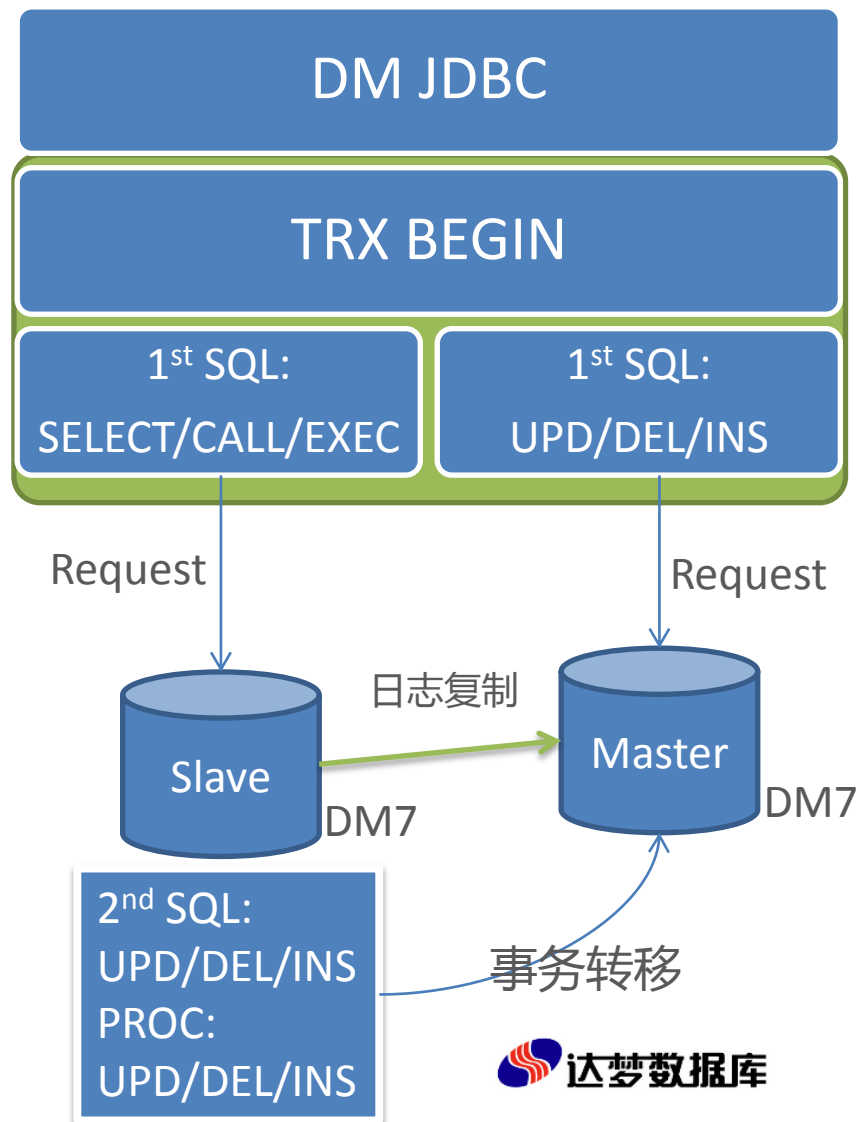 DM JDBC
TRX BEGIN
1st SQL:
SELECT/CALL/EXEC
1st SQL:
UPD/DEL/INS
Request
Request
日志复制
Slave
DM7
Master
DM7
2nd SQL:
UPD/DEL/INS
PROC:
UPD/DEL/INS
事务转移
达梦数据库